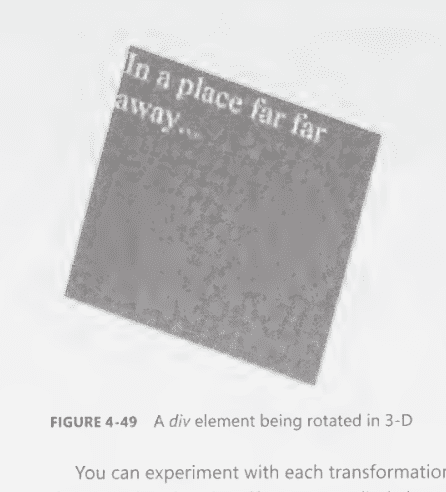 In a place far far
away...
FIGURE 4-49 A div element being rotated in 3-D
You can experiment with each transformation